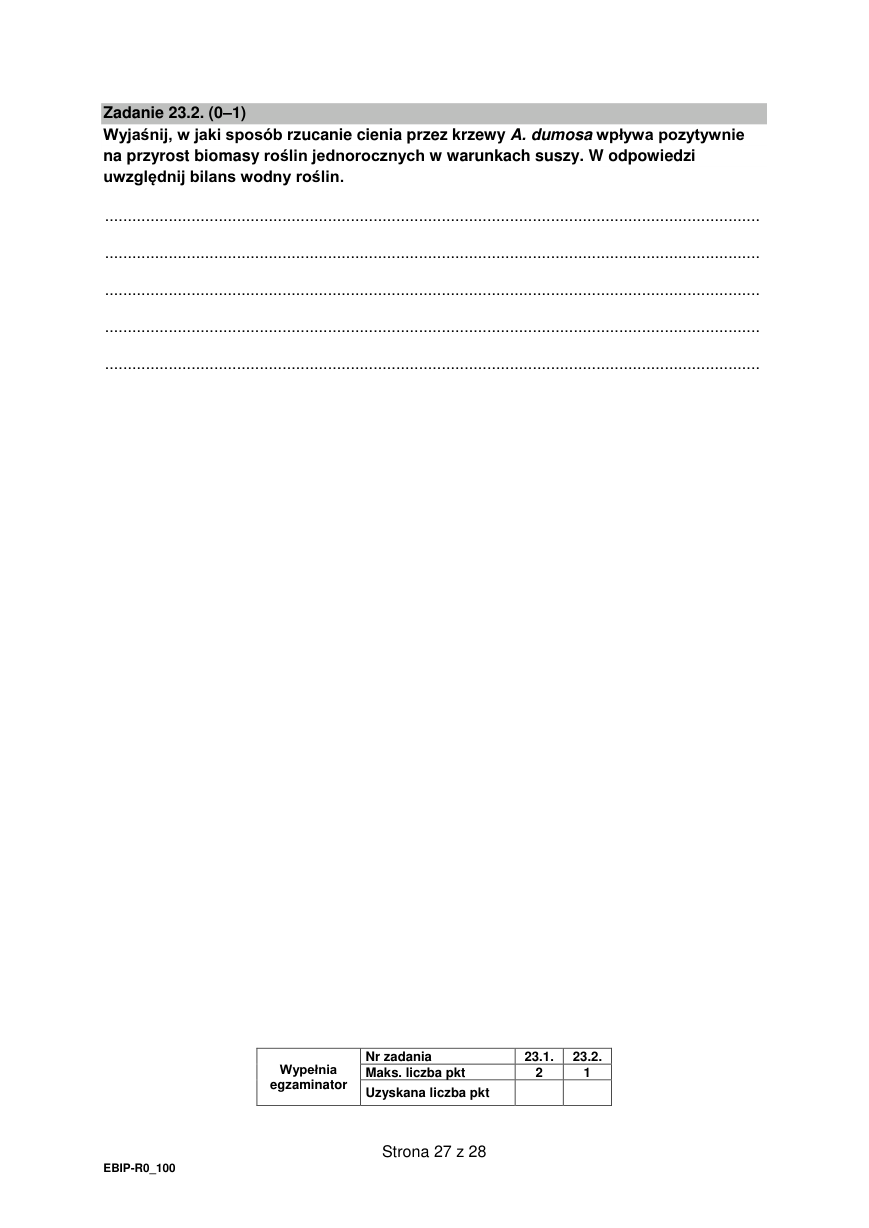 Zadanie 23.2. (0–1)
Wyjaśnij, w jaki sposób rzucanie cienia przez krzewy A. dumosa wpływa pozytywnie
na przyrost biomasy roślin jednorocznych w warunkach suszy. W odpowiedzi
uwzględnij bilans wodny roślin.
Wypełnia egzaminator
Nr zadania 23.1. 23.2.
Maks. liczba pkt 2 1
Uzyskana liczba pkt
Strona 27 z 28
EBIP-R0_100